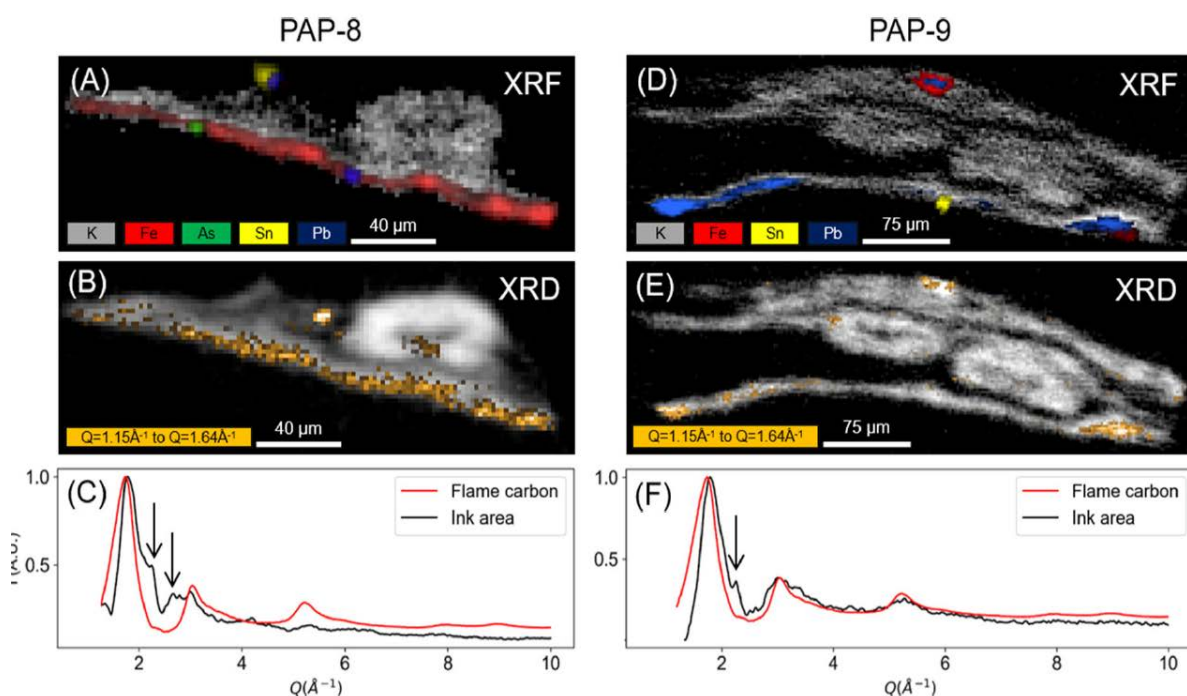 PAP-8
PAP-9
(A)
XRF
K
Fe
As
Sn
Pb
40 µm
(D)
XRF
K
Fe
Sn
Pb
75 µm
(B)
XRD
Q=1.15Å⁻¹ to Q=1.64Å⁻¹
40 µm
(E)
XRD
Q=1.15Å⁻¹ to Q=1.64Å⁻¹
75 µm
(C)
1.0
0.5
Flame carbon
Ink area
2
4
6
8
10
Q(Å⁻¹)
(F)
1.0
0.5
Flame carbon
Ink area
2
4
6
8
10
Q(Å⁻¹)